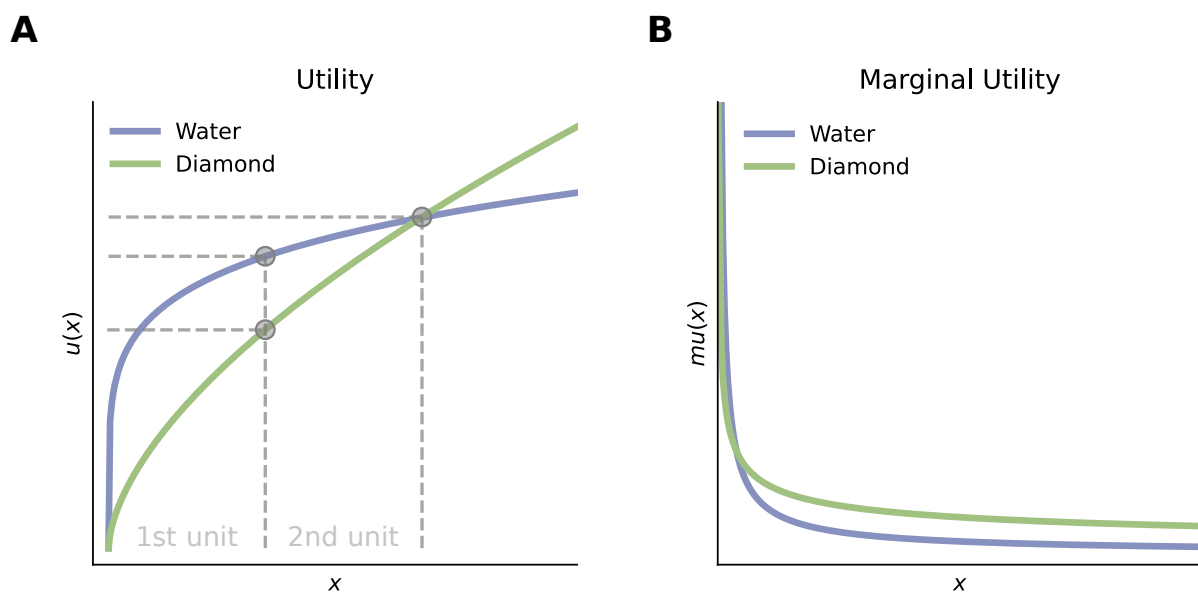 A
Utility
Water
Diamond
u(x)
1st unit
2nd unit
x
B
Marginal Utility
Water
Diamond
mu(x)
x